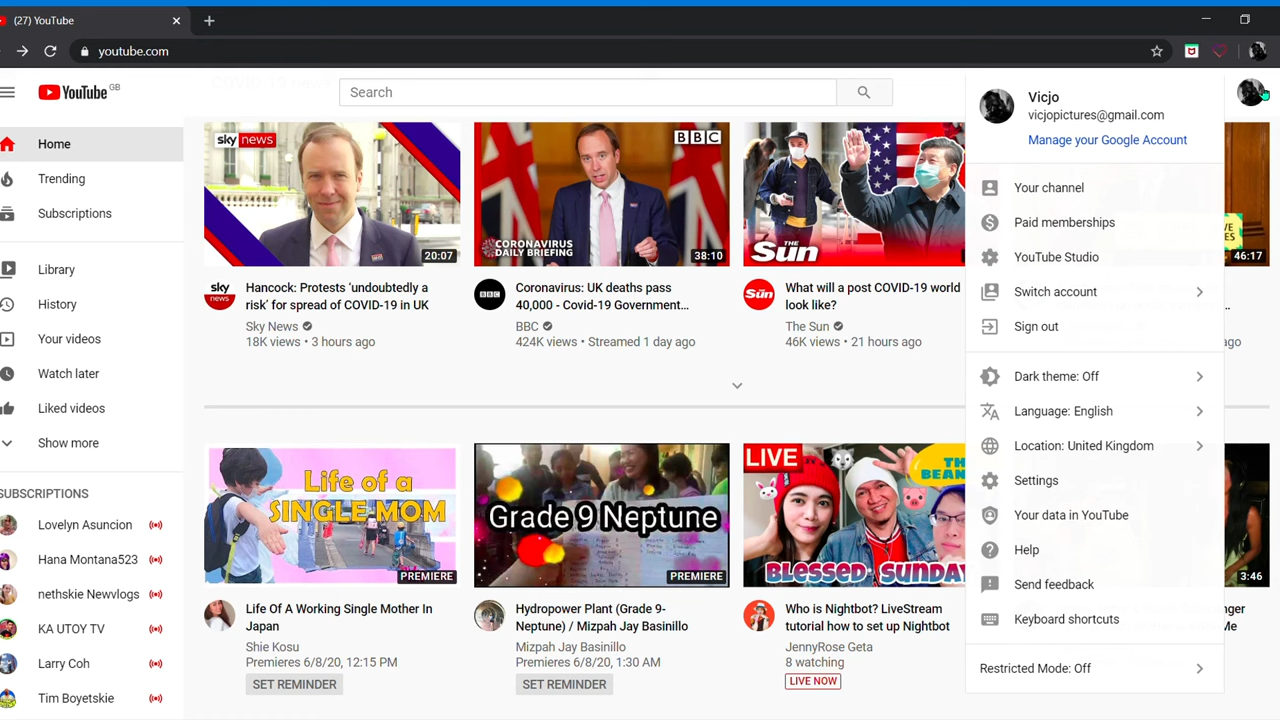 (27) YouTube
youtube.com
YouTube GB
Search
Home
Trending
Subscriptions
Library
History
Your videos
Watch later
Liked videos
Show more
SUBSCRIPTIONS
Lovelyn Asuncion
Hana Montana523
nethskie Newvlogs
KA UTOY TV
Larry Coh
Tim Boyetskie
sky news
20:07
sky news
Hancock: Protests 'undoubtedly a
risk' for spread of COVID-19 in UK
Sky News
18K views • 3 hours ago
BBC
CORONAVIRUS
DAILY BRIEFING
38:10
BBC
Coronavirus: UK deaths pass
40,000 - Covid-19 Government...
BBC
424K views • Streamed 1 day ago
THE Sun
Sun
What will a post COVID-19 world
look like?
The Sun
46K views • 21 hours ago
46:17
ago
Life of a
SINGLE MOM
PREMIERE
Life Of A Working Single Mother In
Japan
Shie Kosu
Premieres 6/8/20, 12:15 PM
SET REMINDER
Grade 9 Neptune
PREMIERE
Hydropower Plant (Grade 9-
Neptune) / Mizpah Jay Basinillo
Mizpah Jay Basinillo
Premieres 6/8/20, 1:30 AM
SET REMINDER
LIVE
BLESSED SUNDAY
Who is Nightbot? LiveStream
tutorial how to set up Nightbot
JennyRose Geta
8 watching
LIVE NOW
3:46
Me
Vicjo
vicjopictures@gmail.com
Manage your Google Account
Your channel
Paid memberships
YouTube Studio
Switch account
Sign out
Dark theme: Off
Language: English
Location: United Kingdom
Settings
Your data in YouTube
Help
Send feedback
Keyboard shortcuts
Restricted Mode: Off